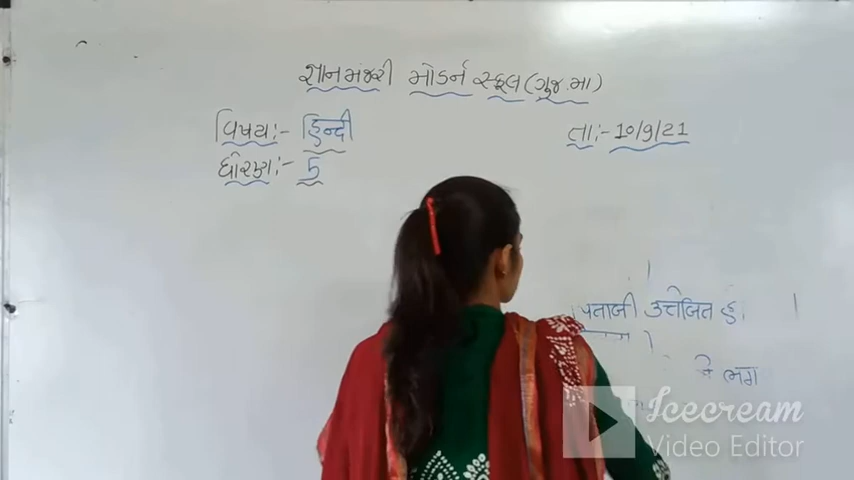 જ્ઞાનમંજરી મોડર્ન સ્કૂલ(ગુજ.મા)
વિષય:- हिन्दी
તા:- 10/9/21
ધોરણ:- 5
पिताजी उत्तेजित हु।
Icecream
Video Editor